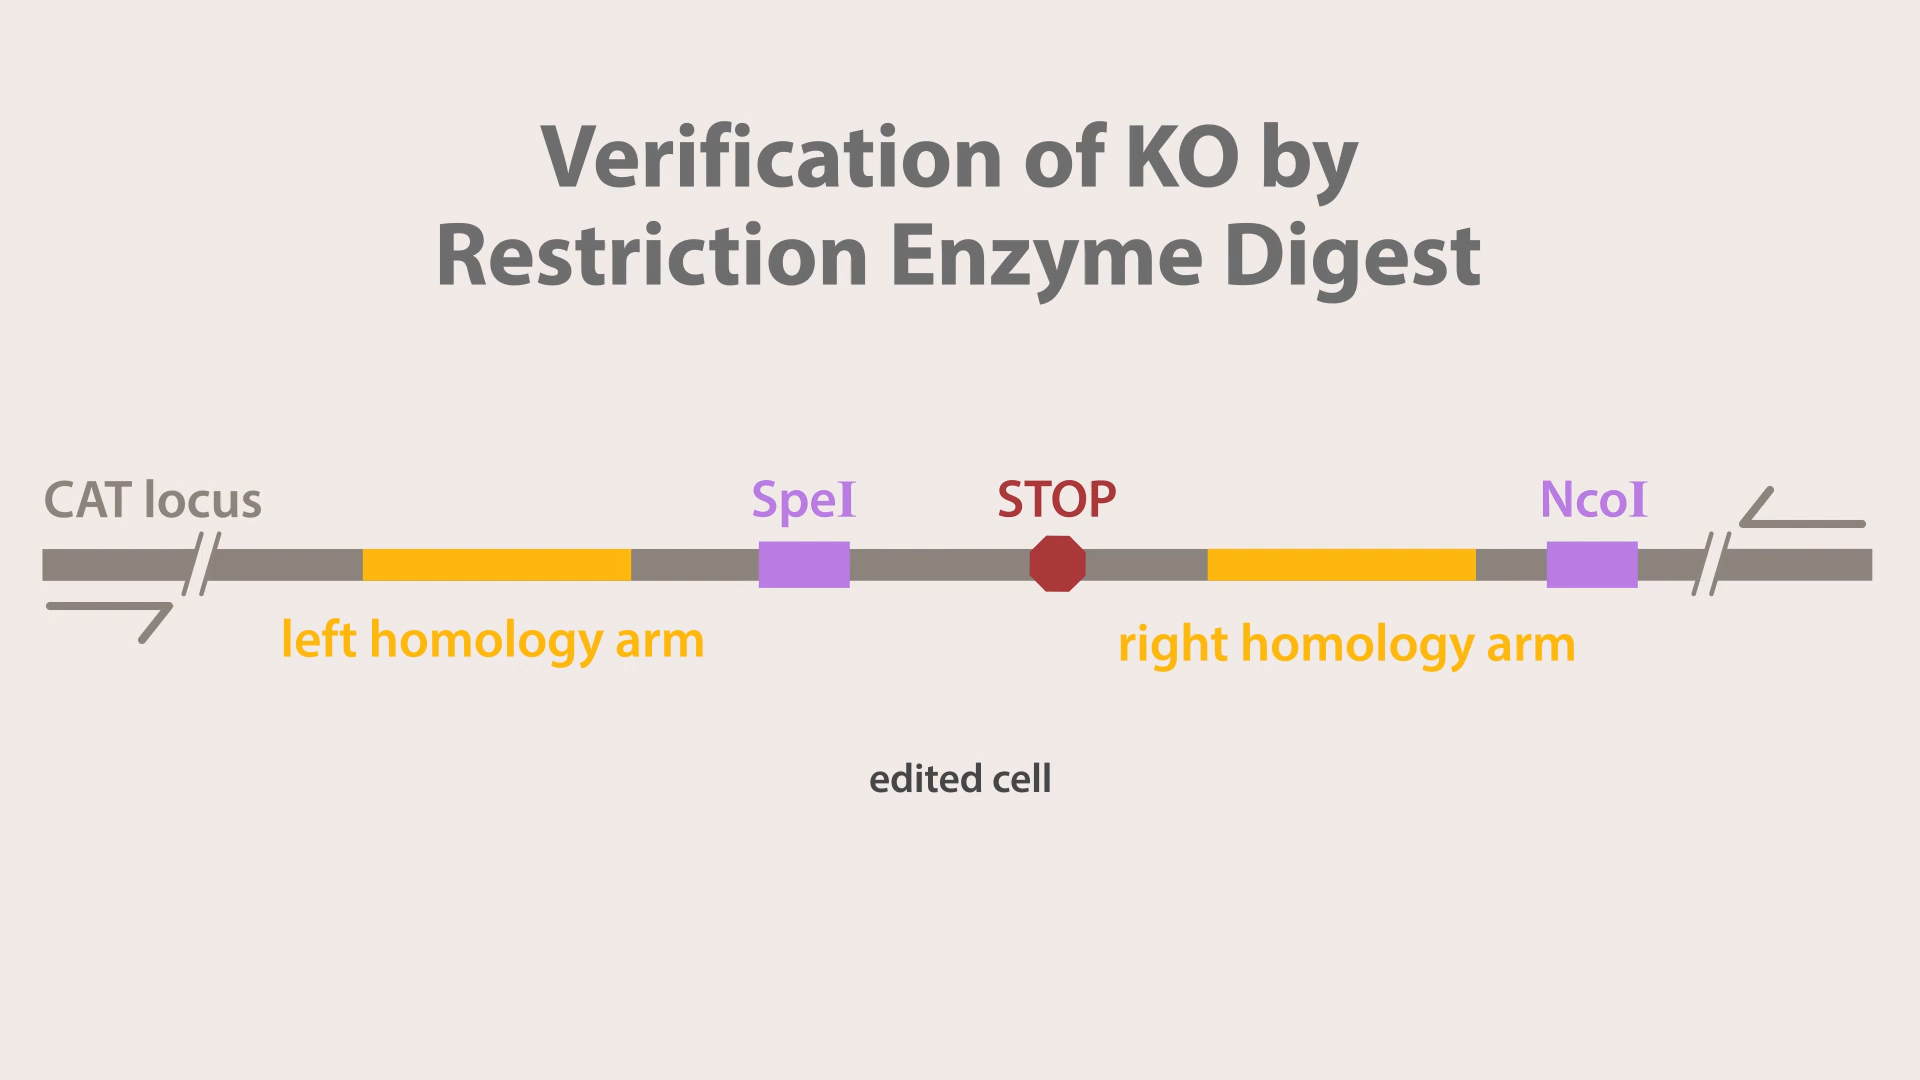 Verification of KO by
Restriction Enzyme Digest
CAT locus
SpeI
STOP
NcoI
left homology arm
right homology arm
edited cell